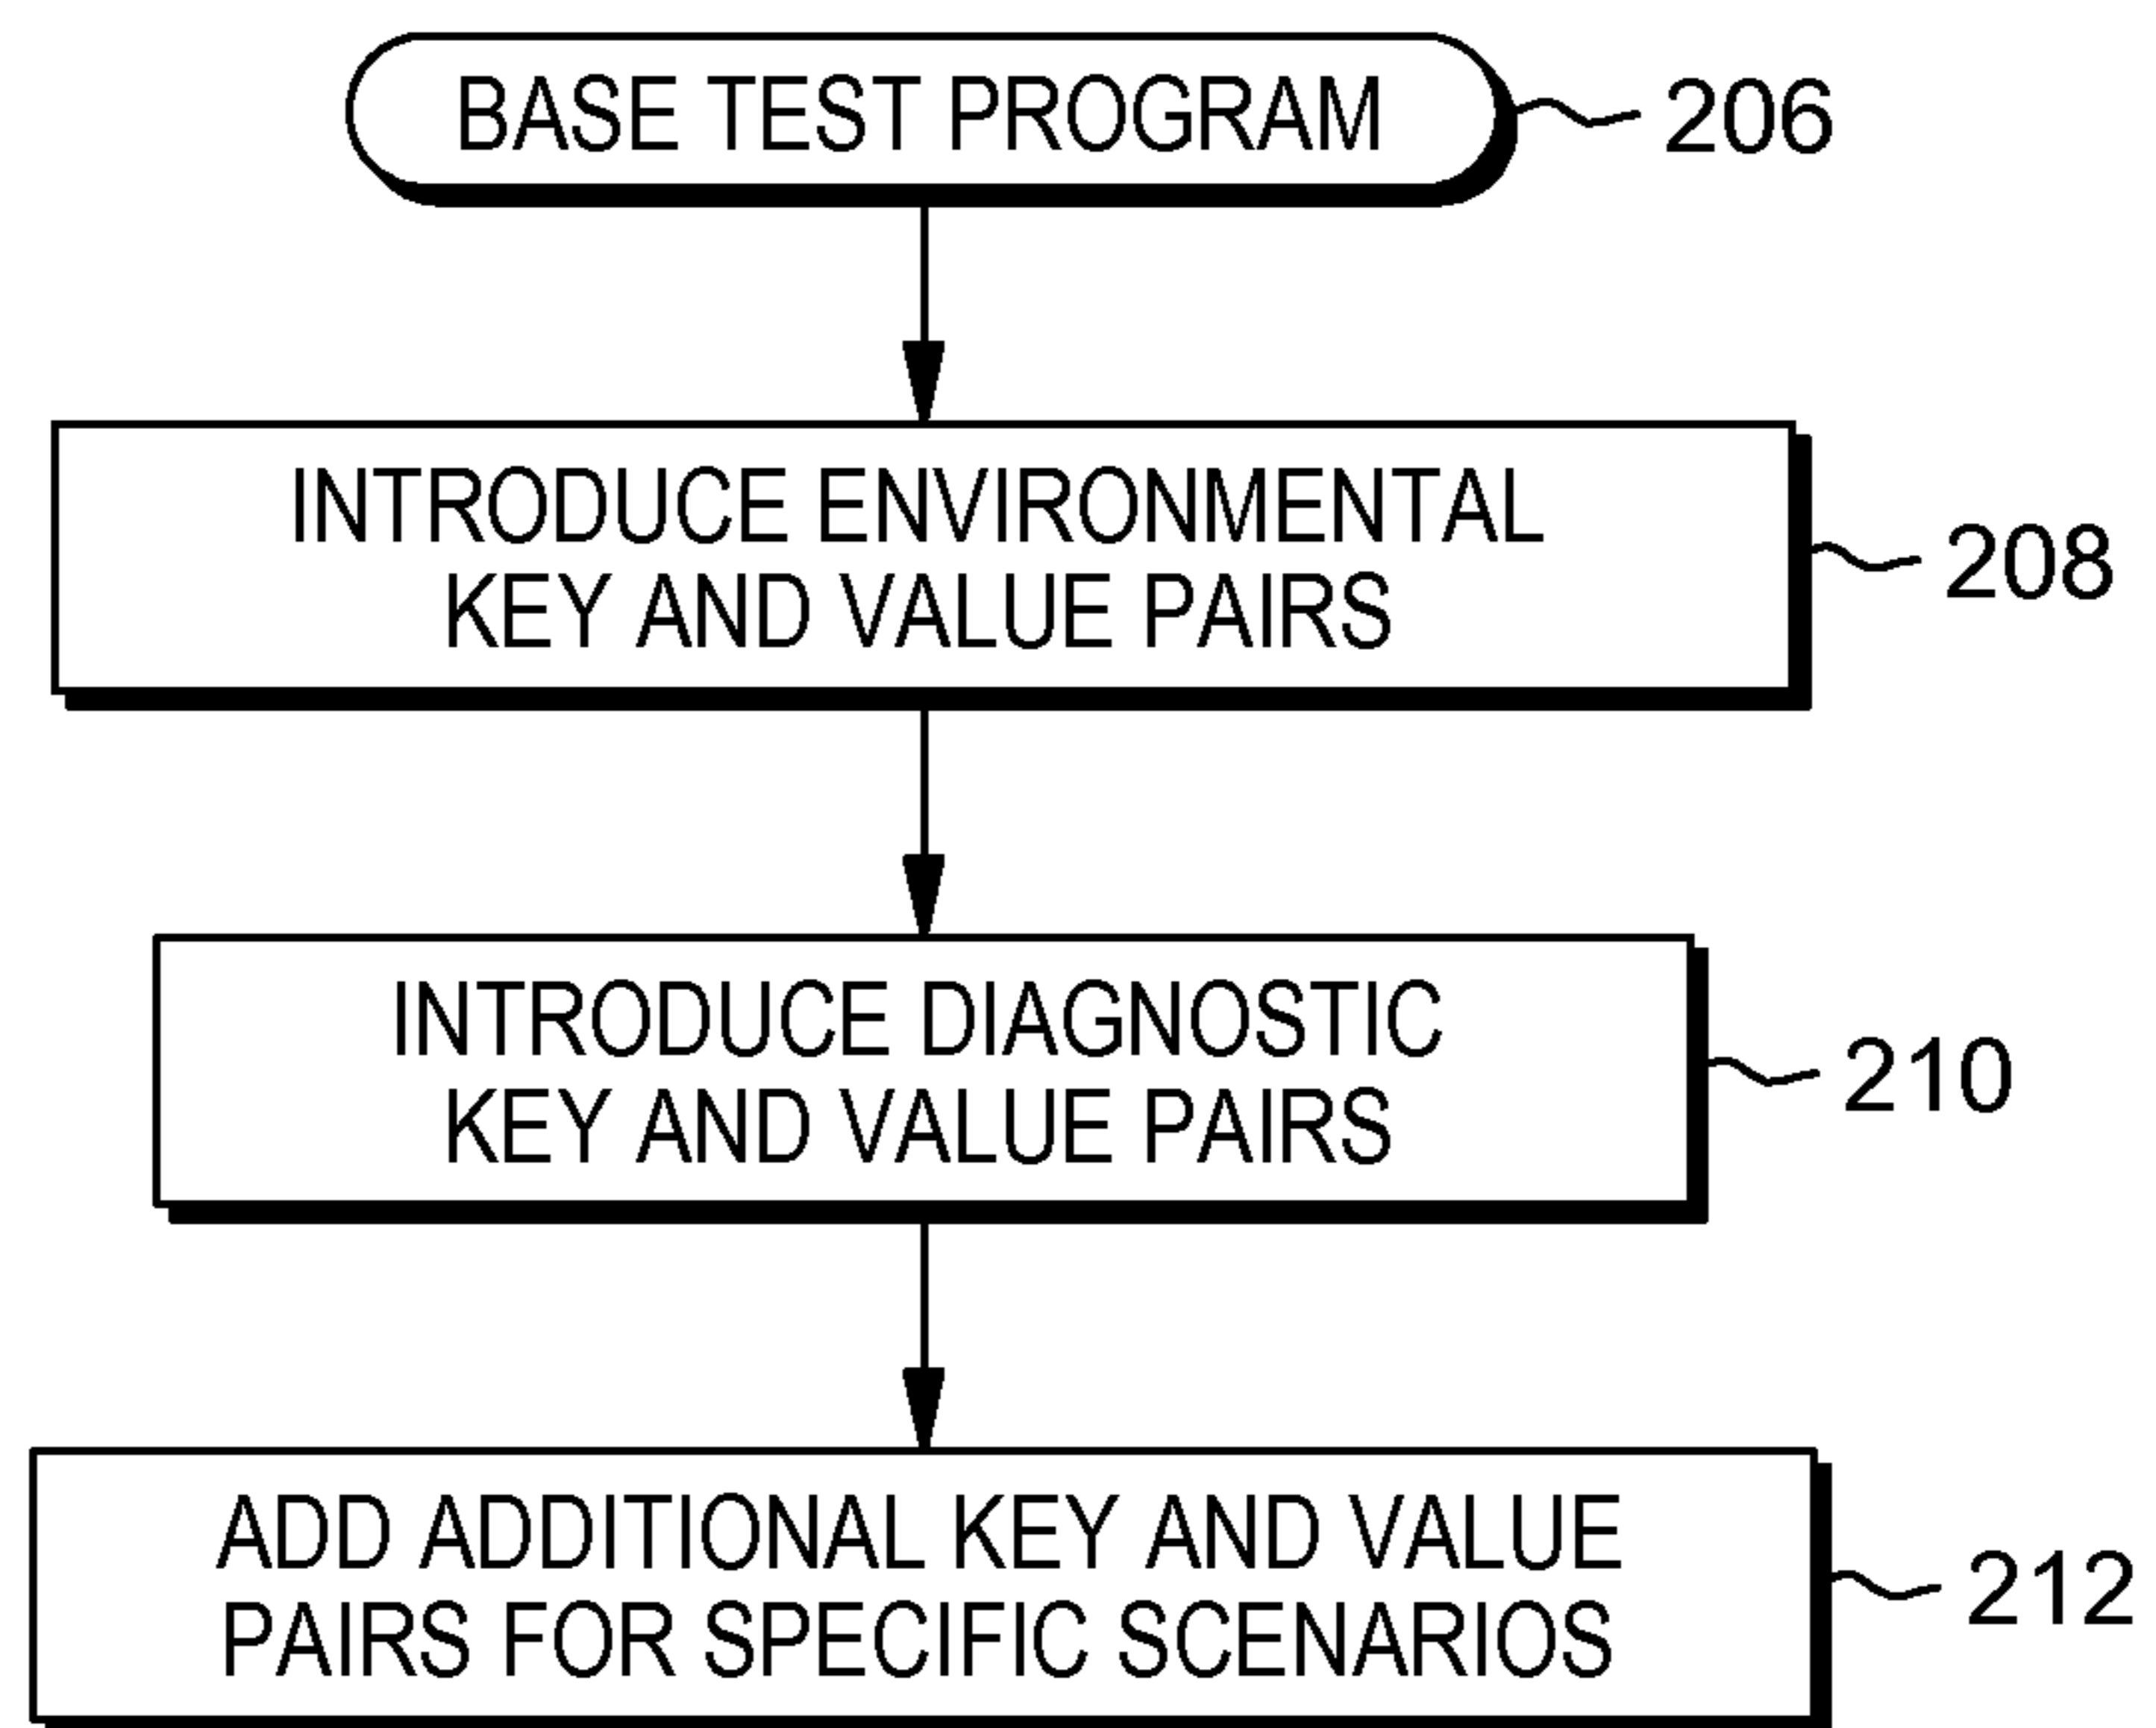 BASE TEST PROGRAM
206
INTRODUCE ENVIRONMENTAL
KEY AND VALUE PAIRS
208
INTRODUCE DIAGNOSTIC
KEY AND VALUE PAIRS
210
ADD ADDITIONAL KEY AND VALUE
PAIRS FOR SPECIFIC SCENARIOS
212